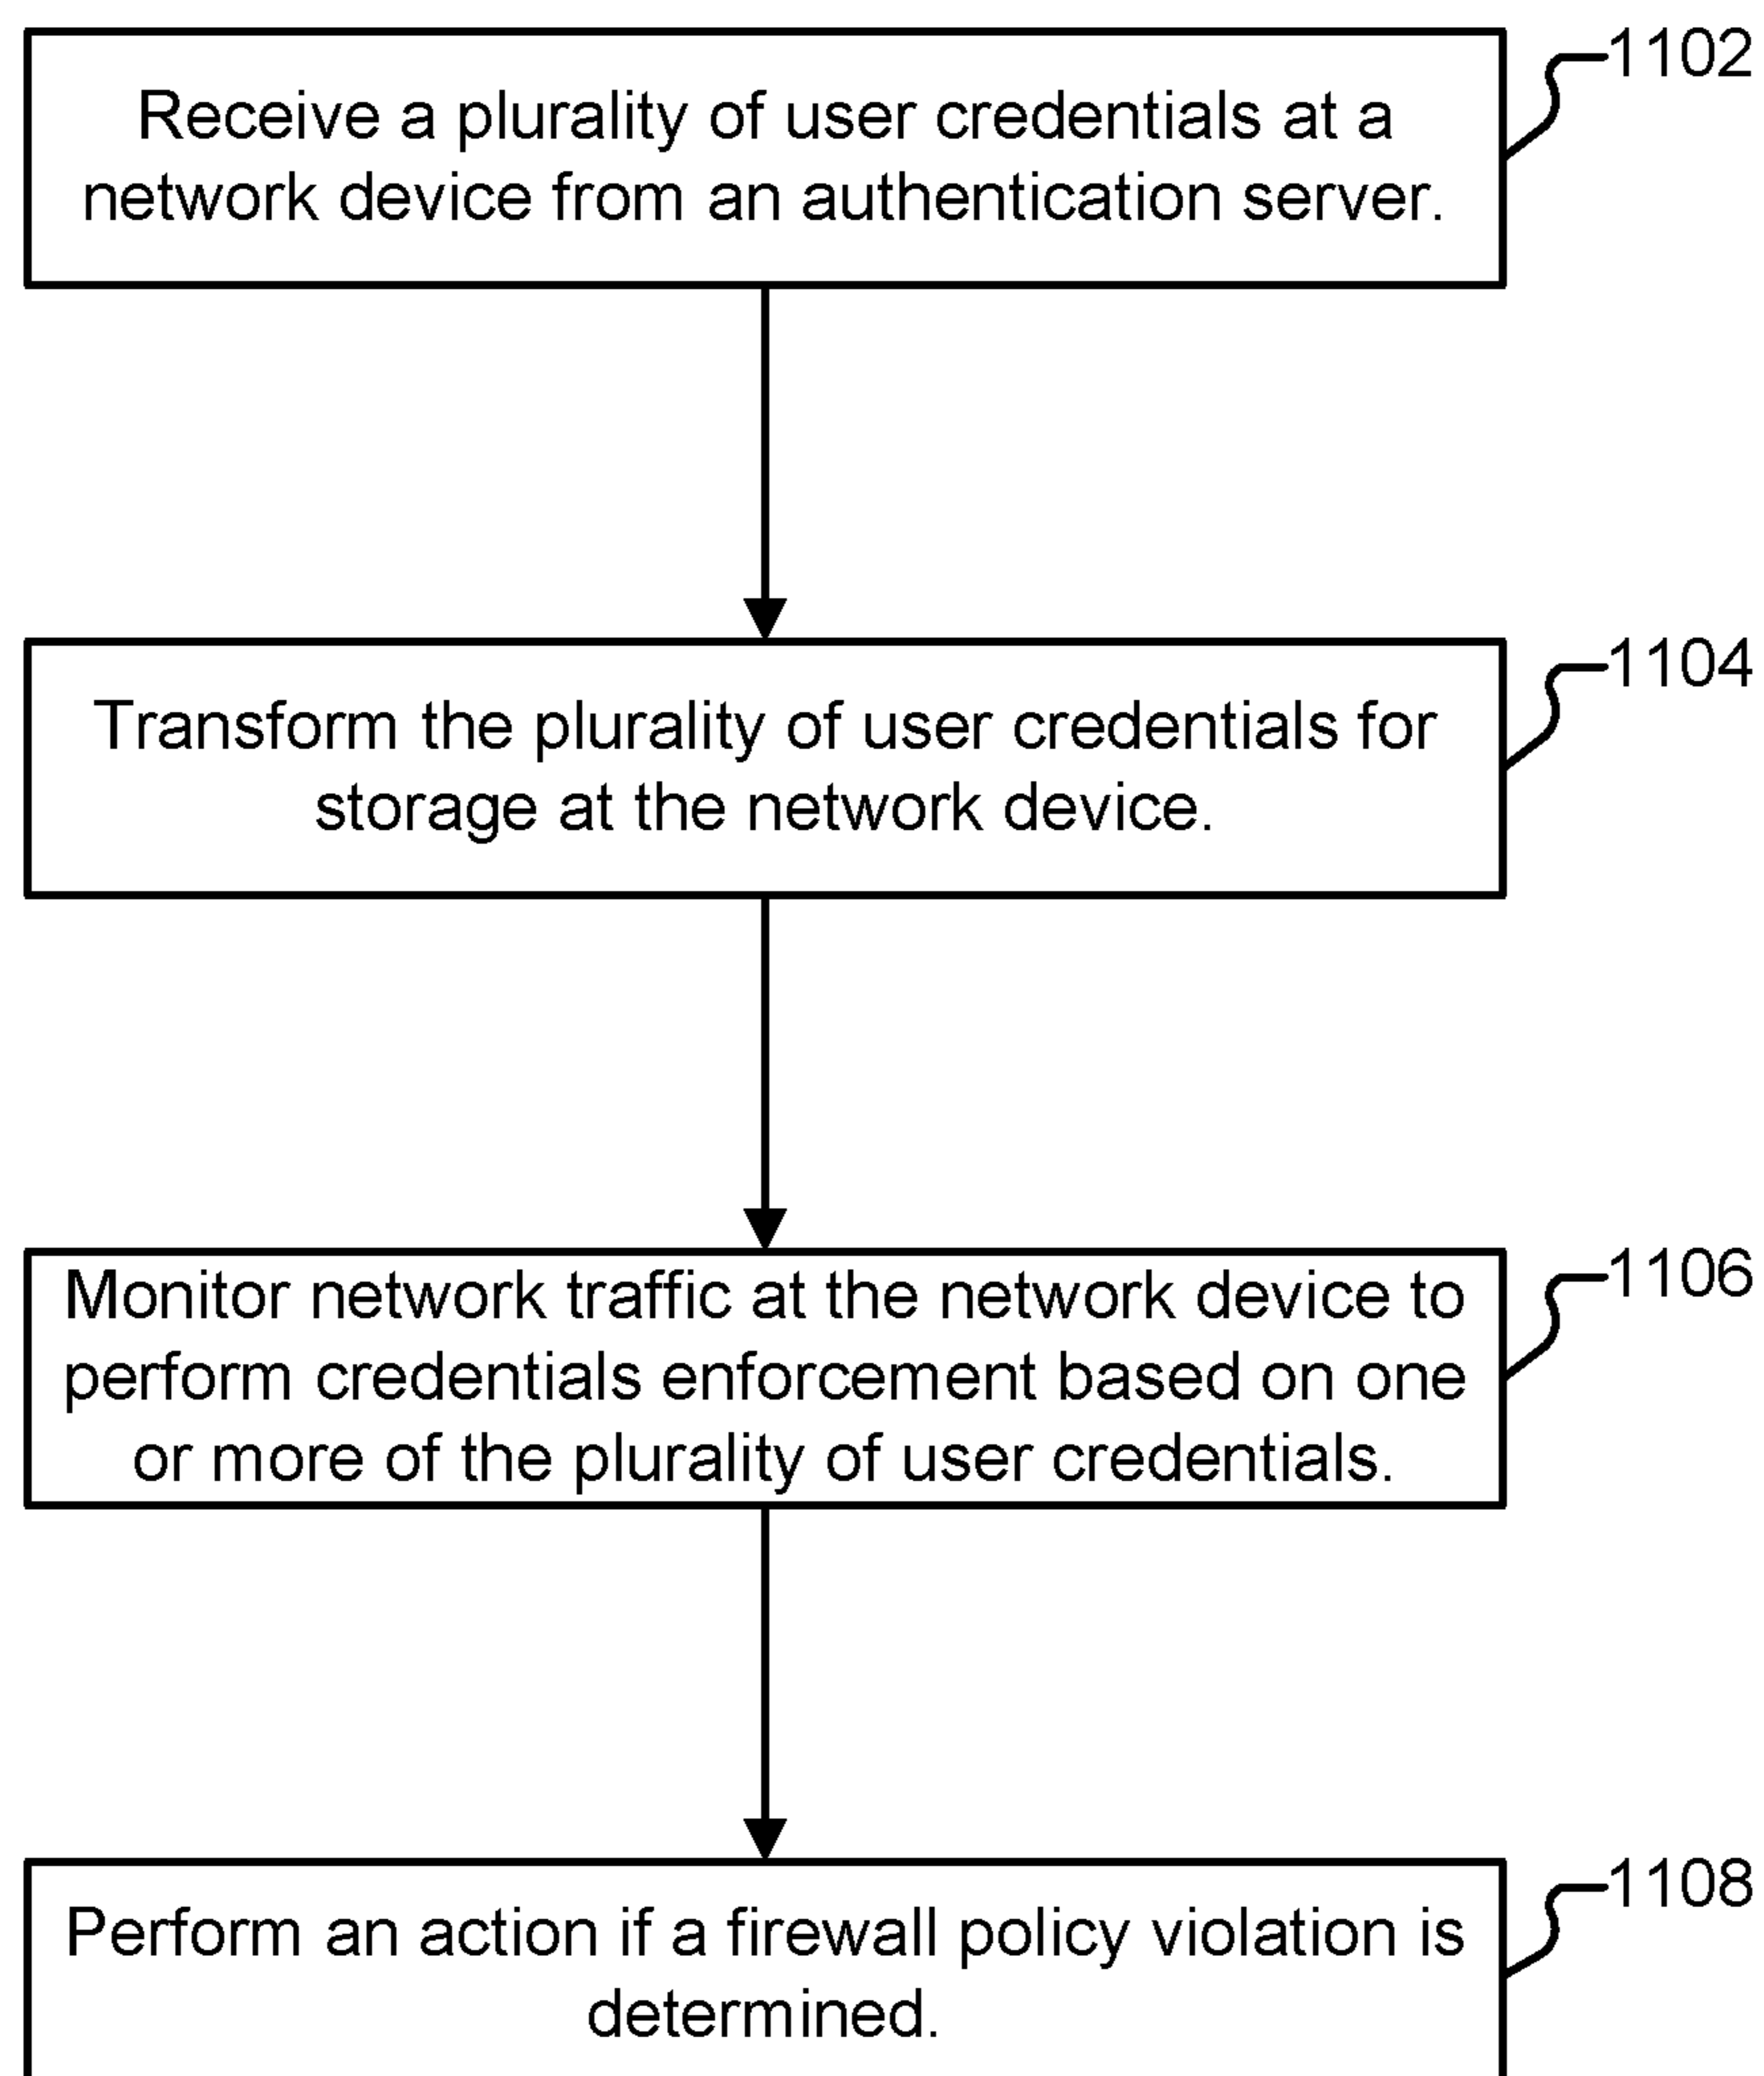 1102
Receive a plurality of user credentials at a
network device from an authentication server.
1104
Transform the plurality of user credentials for
storage at the network device.
1106
Monitor network traffic at the network device to
perform credentials enforcement based on one
or more of the plurality of user credentials.
1108
Perform an action if a firewall policy violation is
determined.